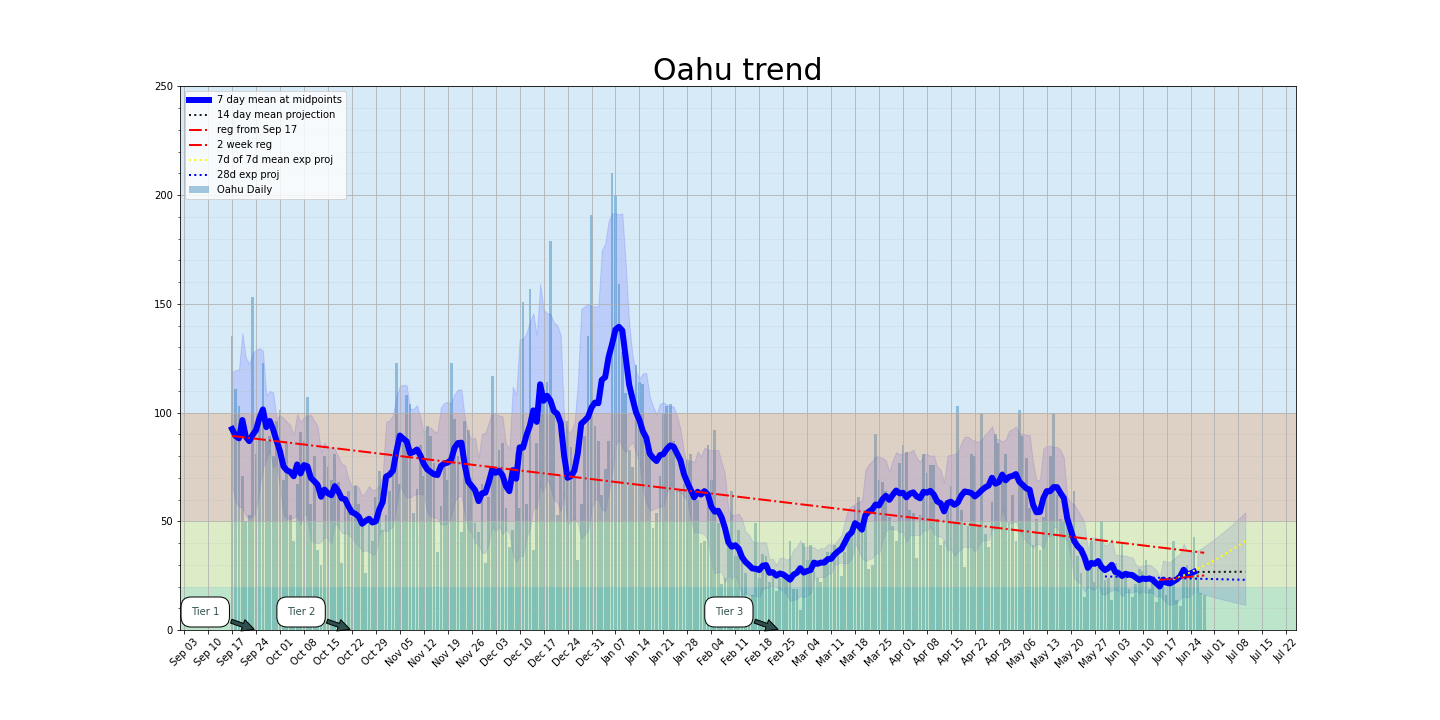 Oahu trend
250
200
150
100
50
0
7 day mean at midpoints
14 day mean projection
reg from Sep 17
2 week reg
7d of 7d mean exp proj
28d exp proj
Oahu Daily
Tier 1
Tier 2
Tier 3
Sep 03
Sep 10
Sep 17
Sep 24
Oct 01
Oct 08
Oct 15
Oct 22
Oct 29
Nov 05
Nov 12
Nov 19
Nov 26
Dec 03
Dec 10
Dec 17
Dec 24
Dec 31
Jan 07
Jan 14
Jan 21
Jan 28
Feb 04
Feb 11
Feb 18
Feb 25
Mar 04
Mar 11
Mar 18
Mar 25
Apr 01
Apr 08
Apr 15
Apr 22
Apr 29
May 06
May 13
May 20
May 27
Jun 03
Jun 10
Jun 17
Jun 24
Jul 01
Jul 08
Jul 15
Jul 22